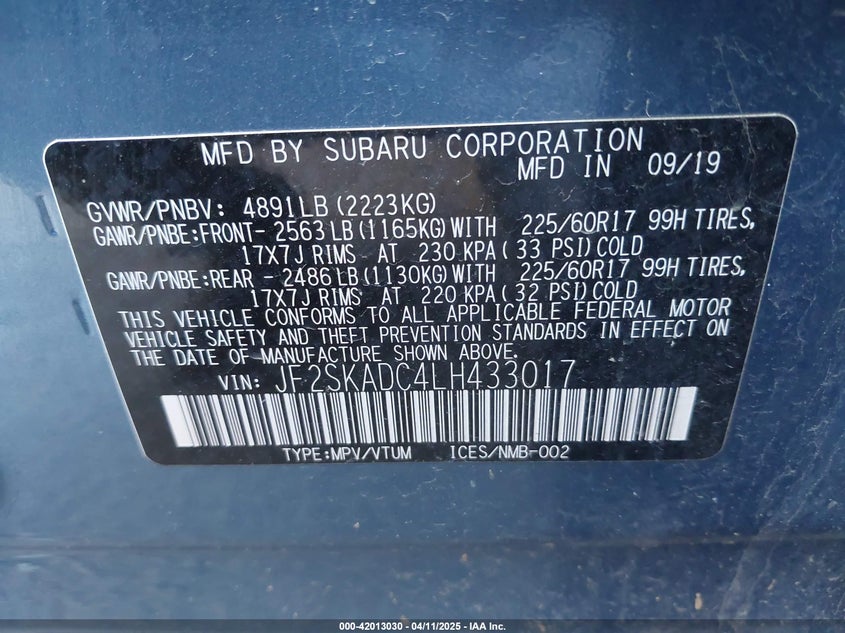 MFD BY SUBARU CORPORATION
MFD IN 09/19
GVWR/PNBV: 4891LB (2223KG)
GAWR/PNBE:FRONT- 2563 LB (1165KG) WITH 225/60R17 99H TIRES,
17X7J RIMS AT 230 KPA ( 33 PSI) COLD
GAWR/PNBE:REAR - 2486 LB (1130KG) WITH 225/60R17 99H TIRES,
17X7J RIMS AT 220 KPA ( 32 PSI) COLD
THIS VEHICLE CONFORMS TO ALL APPLICABLE FEDERAL MOTOR
VEHICLE SAFETY AND THEFT PREVENTION STANDARDS IN EFFECT ON
THE DATE OF MANUFACTURE SHOWN ABOVE.
VIN: JF2SKADC4LH433017
TYPE:MPV/VTUM ICES/NMB-002
000-42013030 - 04/11/2025 - IAA Inc.